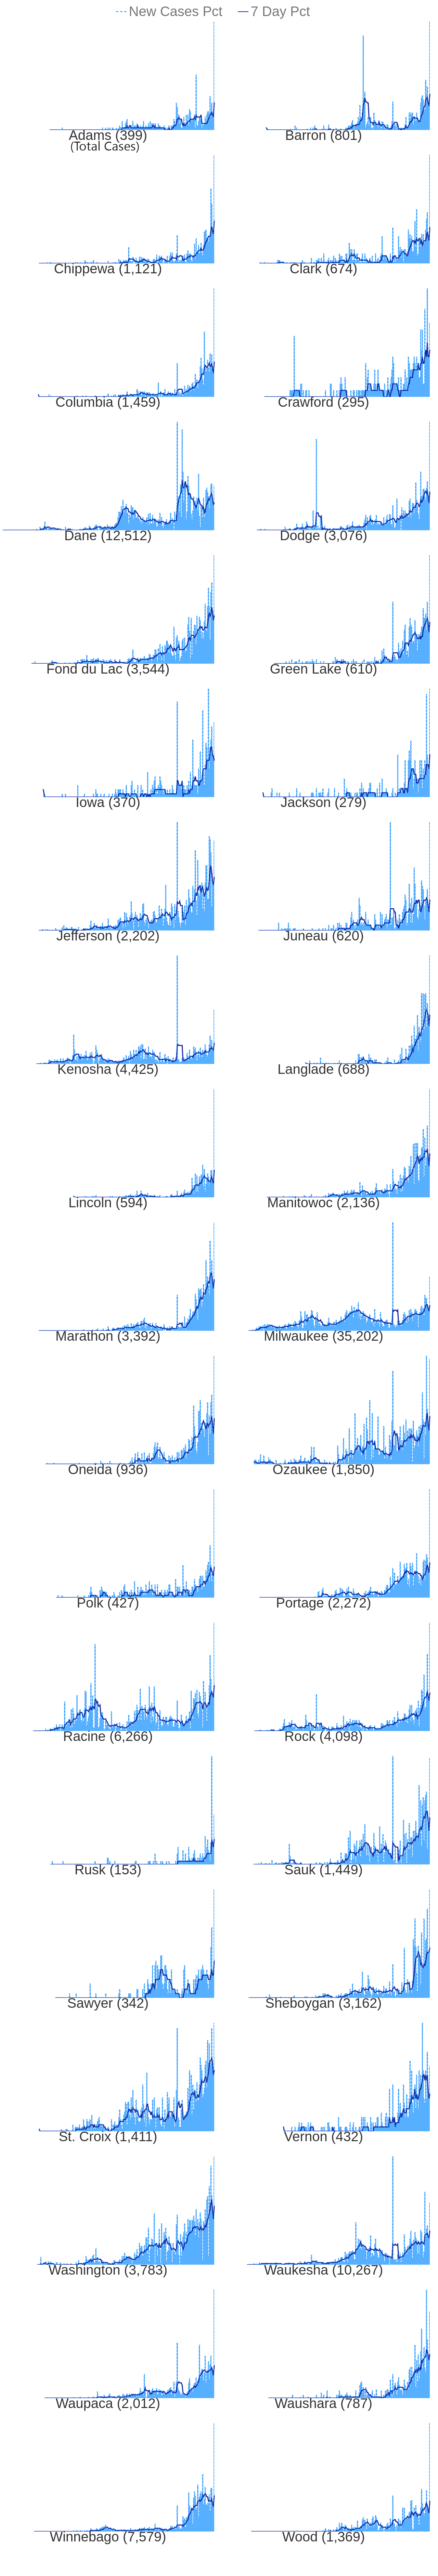 New Cases Pct 7 Day Pct
Adams (399) Barron (801)
(Total Cases)
Chippewa (1,121) Clark (674)
Columbia (1,459) Crawford (295)
Dane (12,512) Dodge (3,076)
Fond du Lac (3,544) Green Lake (610)
Iowa (370) Jackson (279)
Jefferson (2,202) Juneau (620)
Kenosha (4,425) Langlade (688)
Lincoln (594) Manitowoc (2,136)
Marathon (3,392) Milwaukee (35,202)
Oneida (936) Ozaukee (1,850)
Polk (427) Portage (2,272)
Racine (6,266) Rock (4,098)
Rusk (153) Sauk (1,449)
Sawyer (342) Sheboygan (3,162)
St. Croix (1,411) Vernon (432)
Washington (3,783) Waukesha (10,267)
Waupaca (2,012) Waushara (787)
Winnebago (7,579) Wood (1,369)